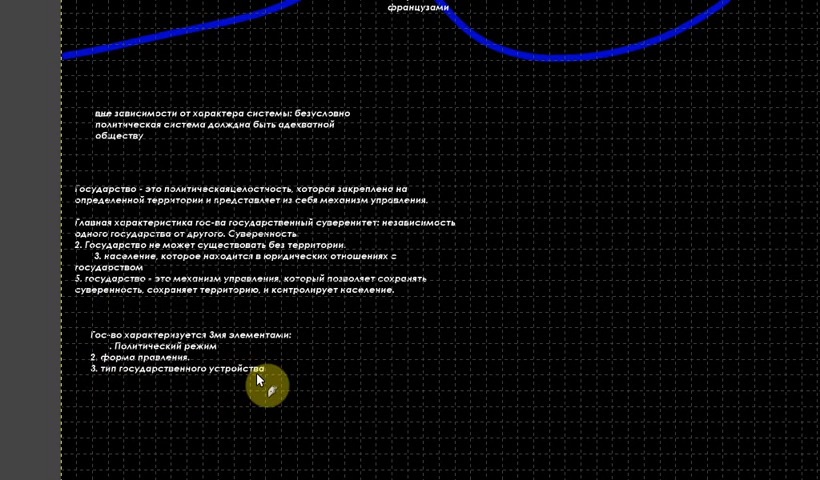 французами
вне зависимости от характера системы: безусловно
политическая система должна быть адекватной
обществу
Государство - это политическаяцелостность, которая закреплена на
определенной территории и представляет из себя механизм управления.
Главная характеристика гос-ва государственный суверенитет: независимость
одного государства от другого. Суверенность
2. Государство не может существовать без территории.
3. население, которое находится в юридических отношениях с
государством
5. государство - это механизм управления, который позволяет сохранять
суверенность, сохраняет территорию, и контролирует население.
Гос-во характеризуется 3мя элементами:
. Политический режим
2. форма правления.
3. тип государственного устройства